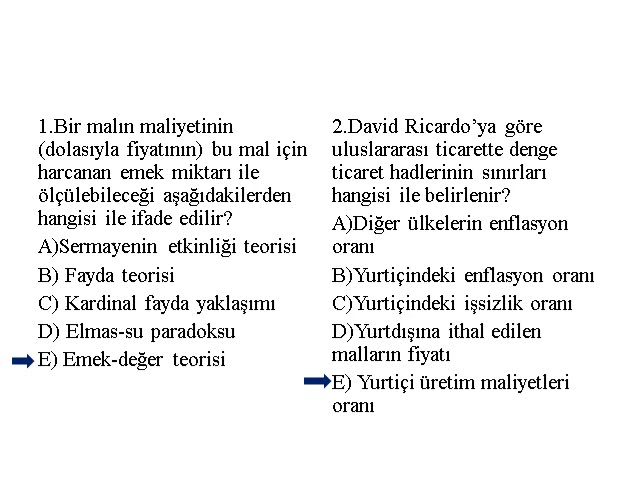 1.Bir malın maliyetinin
(dolasıyla fiyatının) bu mal için
harcanan emek miktarı ile
ölçülebileceği aşağıdakilerden
hangisi ile ifade edilir?
A)Sermayenin etkinliği teorisi
B) Fayda teorisi
C) Kardinal fayda yaklaşımı
D) Elmas-su paradoksu
E) Emek-değer teorisi
2.David Ricardo’ya göre
uluslararası ticarette denge
ticaret hadlerinin sınırları
hangisi ile belirlenir?
A)Diğer ülkelerin enflasyon
oranı
B)Yurtiçindeki enflasyon oranı
C)Yurtiçindeki işsizlik oranı
D)Yurtdışına ithal edilen
malların fiyatı
E) Yurtiçi üretim maliyetleri
oranı